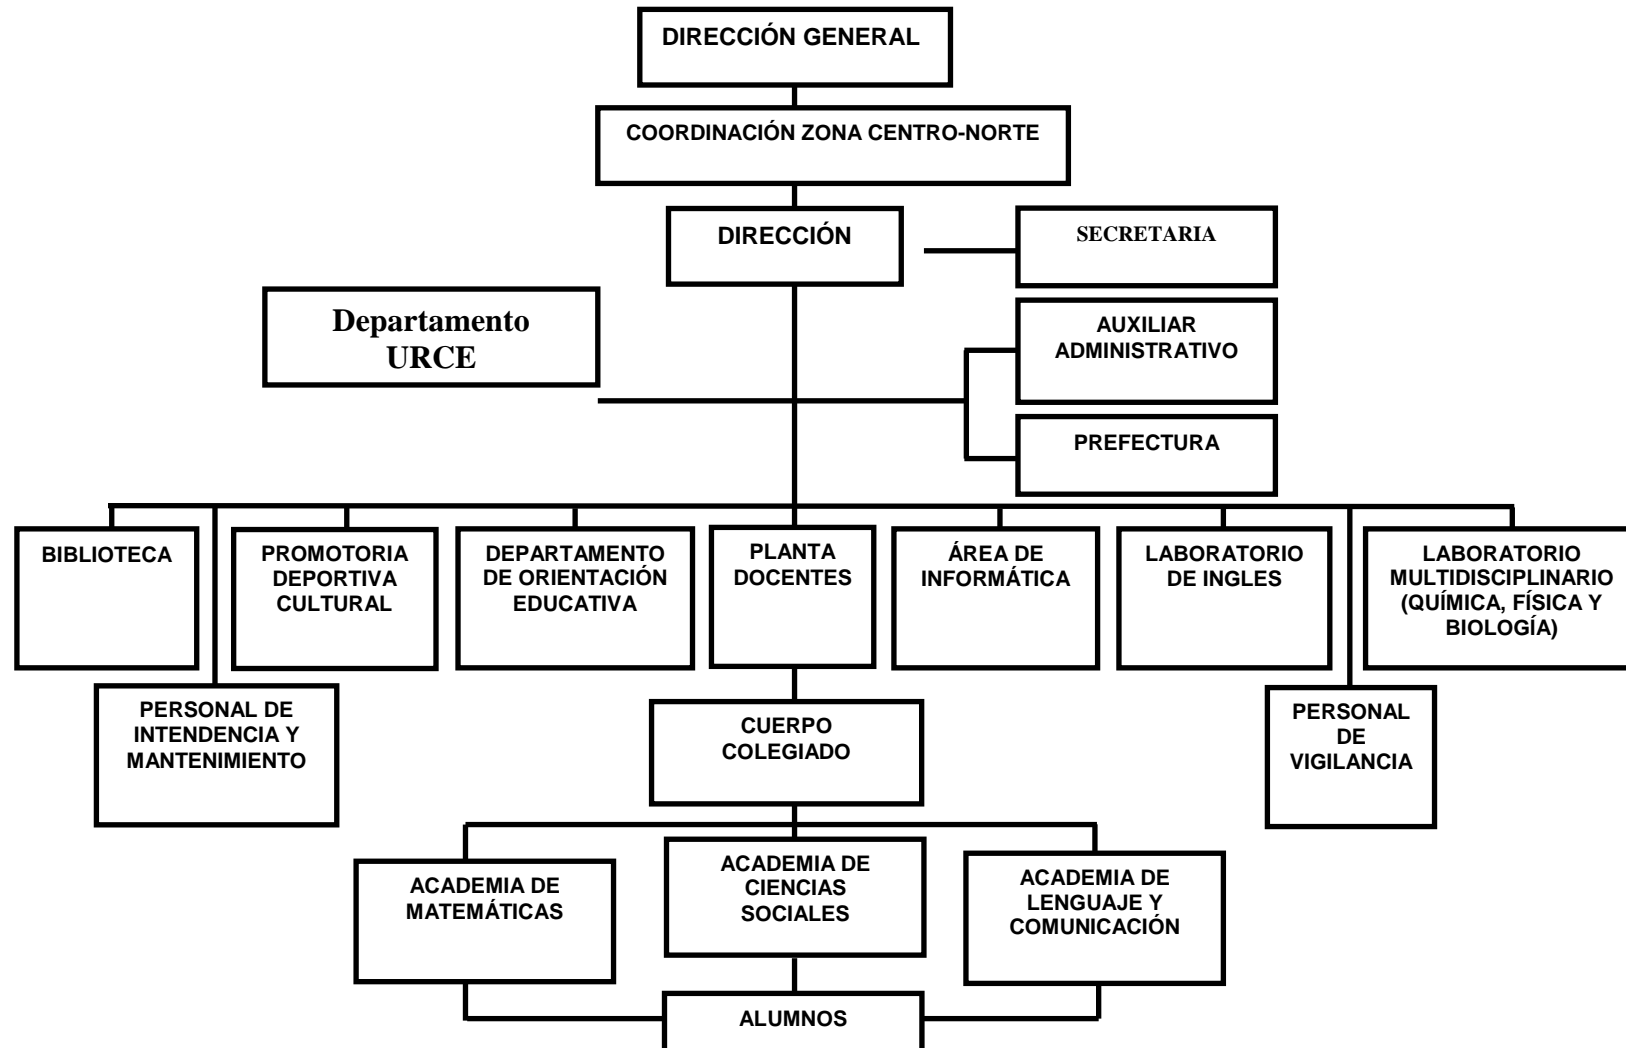 DIRECCIÓN GENERAL
COORDINACIÓN ZONA CENTRO-NORTE
DIRECCIÓN
SECRETARIA
Departamento
URCE
AUXILIAR
ADMINISTRATIVO
PREFECTURA
BIBLIOTECA
PROMOTORIA
DEPORTIVA
CULTURAL
DEPARTAMENTO
DE ORIENTACIÓN
EDUCATIVA
PLANTA
DOCENTES
ÁREA DE
INFORMÁTICA
LABORATORIO
DE INGLES
LABORATORIO
MULTIDISCIPLINARIO
(QUÍMICA, FÍSICA Y
BIOLOGÍA)
PERSONAL DE
INTENDENCIA Y
MANTENIMIENTO
CUERPO
COLEGIADO
PERSONAL
DE
VIGILANCIA
ACADEMIA DE
MATEMÁTICAS
ACADEMIA DE
CIENCIAS
SOCIALES
ACADEMIA DE
LENGUAJE Y
COMUNICACIÓN
ALUMNOS